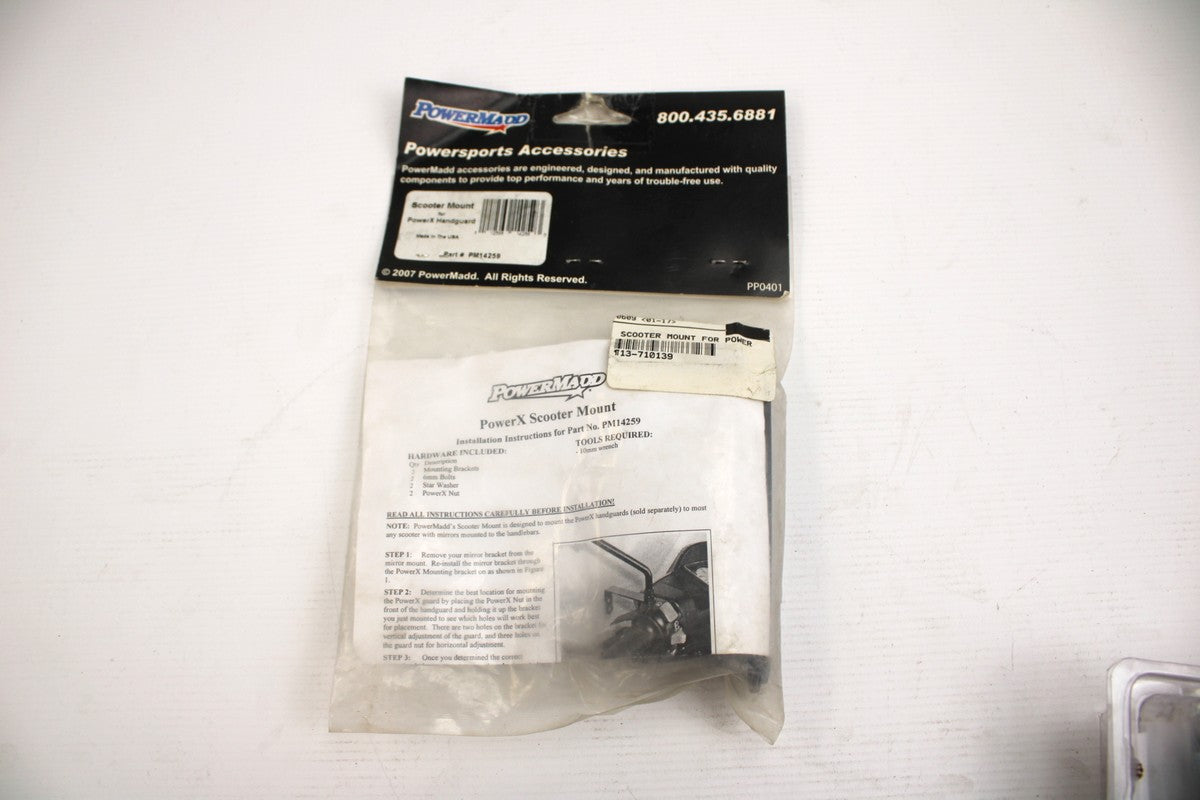 POWERMADD
800.435.6881
Powersports Accessories
PowerMadd accessories are engineered, designed, and manufactured with quality
components to provide top performance and years of trouble-free use.
Scooter Mount
for
PowerX Handguard
Made In The USA
Part # PM14259
© 2007 PowerMadd. All Rights Reserved.
PP0401
SCOOTER MOUNT FOR POWER
513-710139
POWERMADD
PowerX Scooter Mount
Installation Instructions for Part No. PM14259
HARDWARE INCLUDED:
TOOLS REQUIRED:
- 10mm wrench
Qty Description
Mounting Brackets
6mm Bolts
2 Star Washer
2 PowerX Nut
READ ALL INSTRUCTIONS CAREFULLY BEFORE INSTALLATION!
NOTE: PowerMadd's Scooter Mount is designed to mount the PowerX handguards (sold separately) to most
any scooter with mirrors mounted to the handlebars.
STEP 1: Remove your mirror bracket from the
mirror mount. Re-install the mirror bracket through
the PowerX Mounting bracket on as shown in Figure
1.
STEP 2: Determine the best location for mounting
the PowerX guard by placing the PowerX Nut in the
front of the handguard and holding it up the bracket
you just mounted to see which holes will work best
for placement. There are two holes on the bracket for
vertical adjustment of the guard, and three holes on
the guard nut for horizontal adjustment.
STEP 3: Once you determined the correct